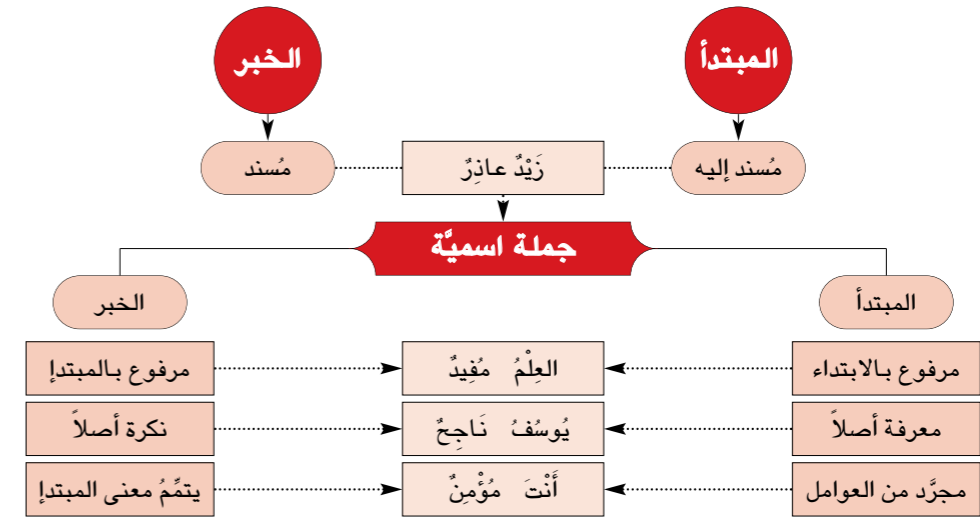 المبتدأ
الخبر
مُسند إليه
زَيْدٌ عاذِرٌ
مُسند
جملة اسميَّة
المبتدأ
الخبر
مرفوع بالابتداء
العِلْمُ مُفِيدٌ
مرفوع بالمبتدإ
معرفة أصلاً
يُوسُفُ نَاجِحٌ
نكرة أصلاً
مجرَّد من العوامل
أَنْتَ مُؤْمِنٌ
يتمِّمُ معنى المبتدإ